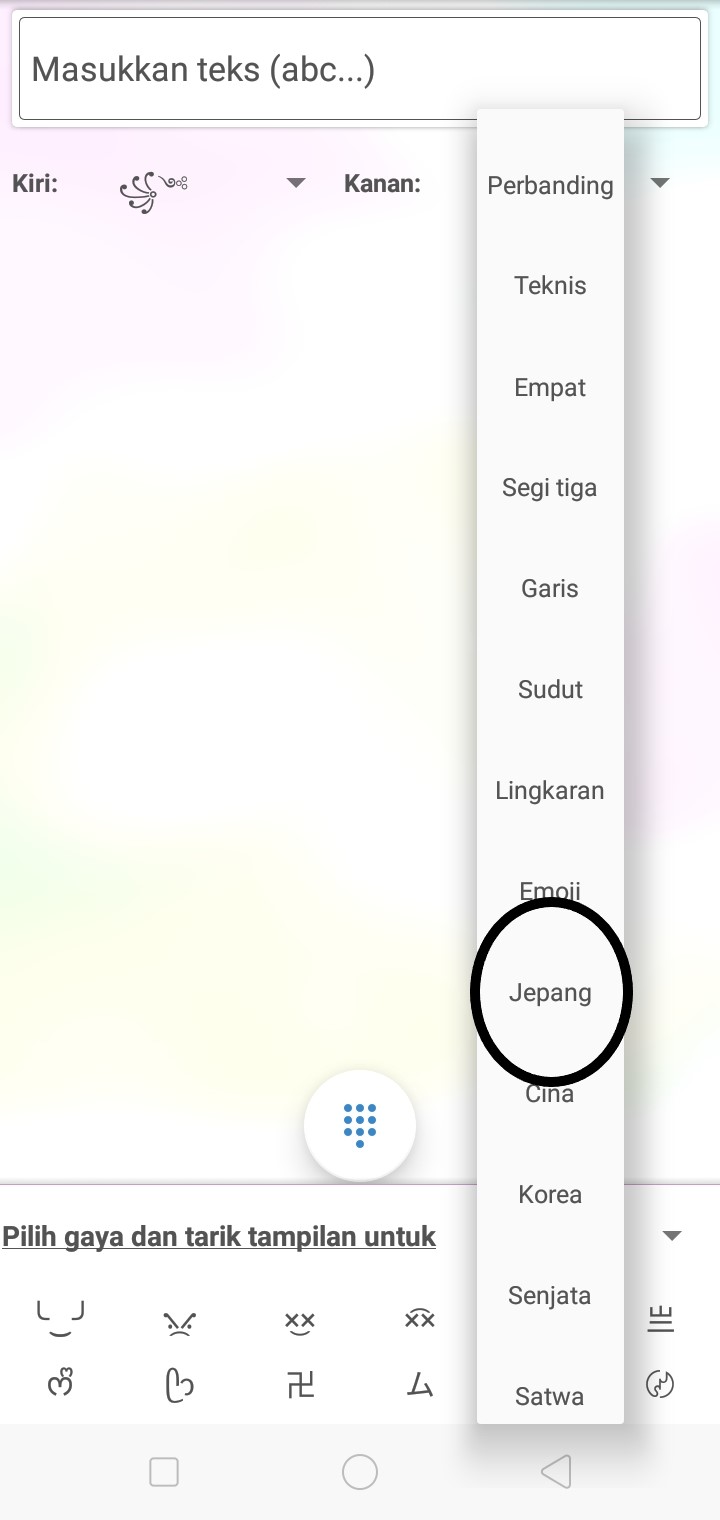 Masukkan teks (abc...)
Kiri: ꧁༺ Kanan:
Perbanding
Teknis
Empat
Segi tiga
Garis
Sudut
Lingkaran
Emoji
Jepang
Cina
Korea
Senjata
Satwa
Pilih gaya dan tarik tampilan untuk
卍 ム